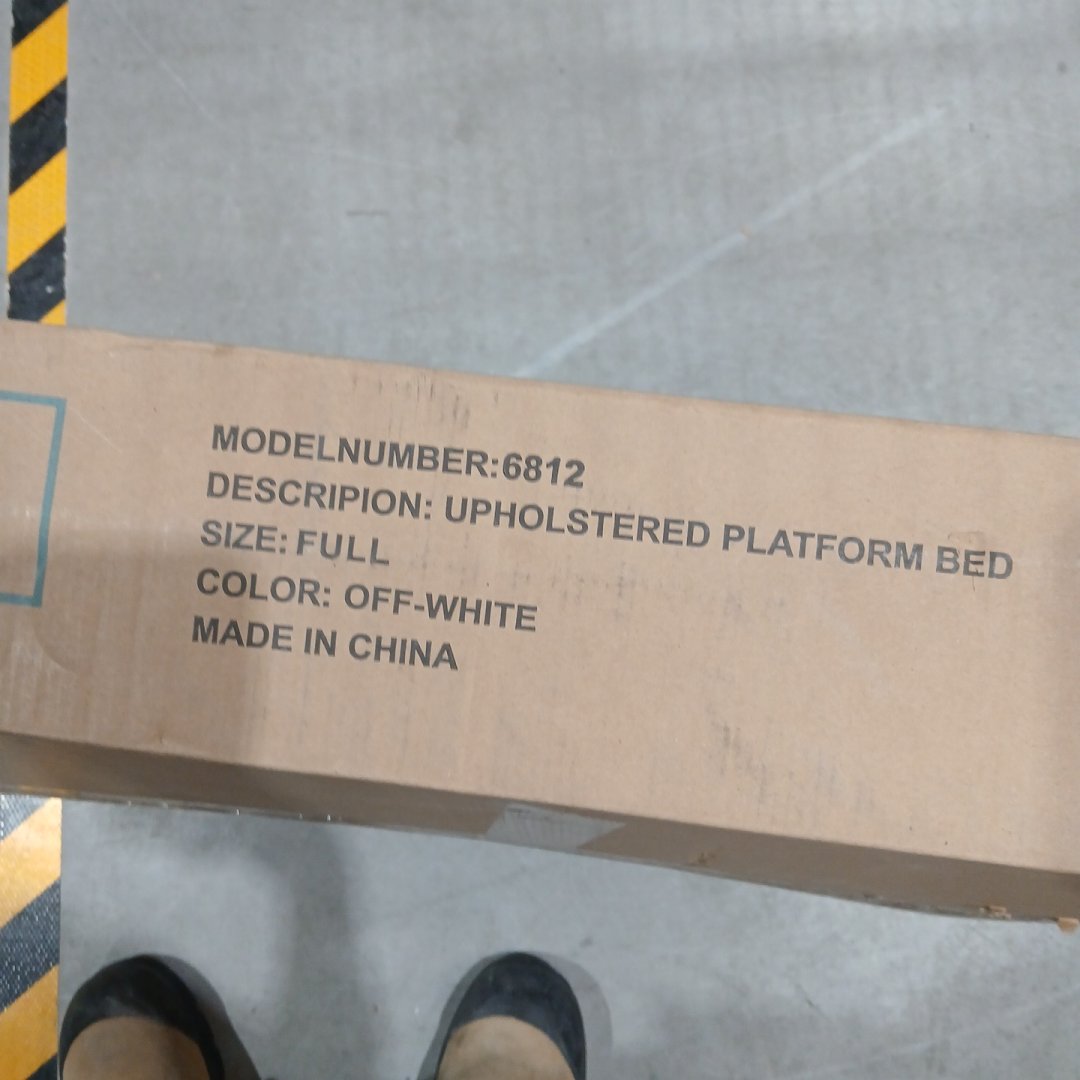 MODELNUMBER:6812
DESCRIPION: UPHOLSTERED PLATFORM BED
SIZE: FULL
COLOR: OFF-WHITE
MADE IN CHINA